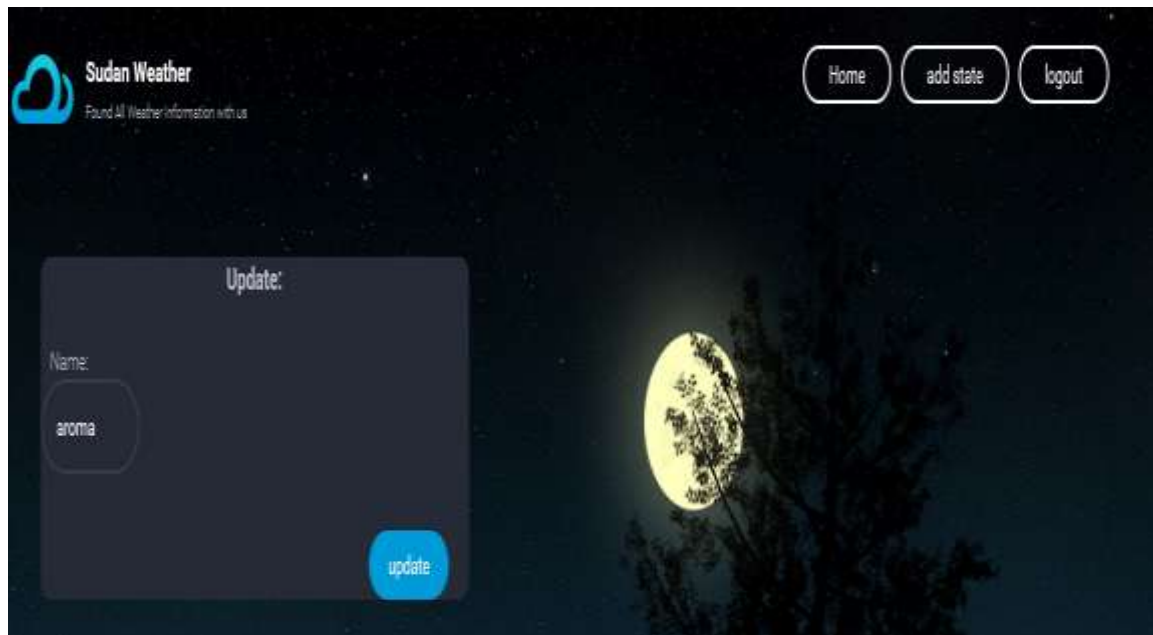 Sudan Weather
Found All Weather information with us
Home
add state
logout
Update:
Name:
aroma
update